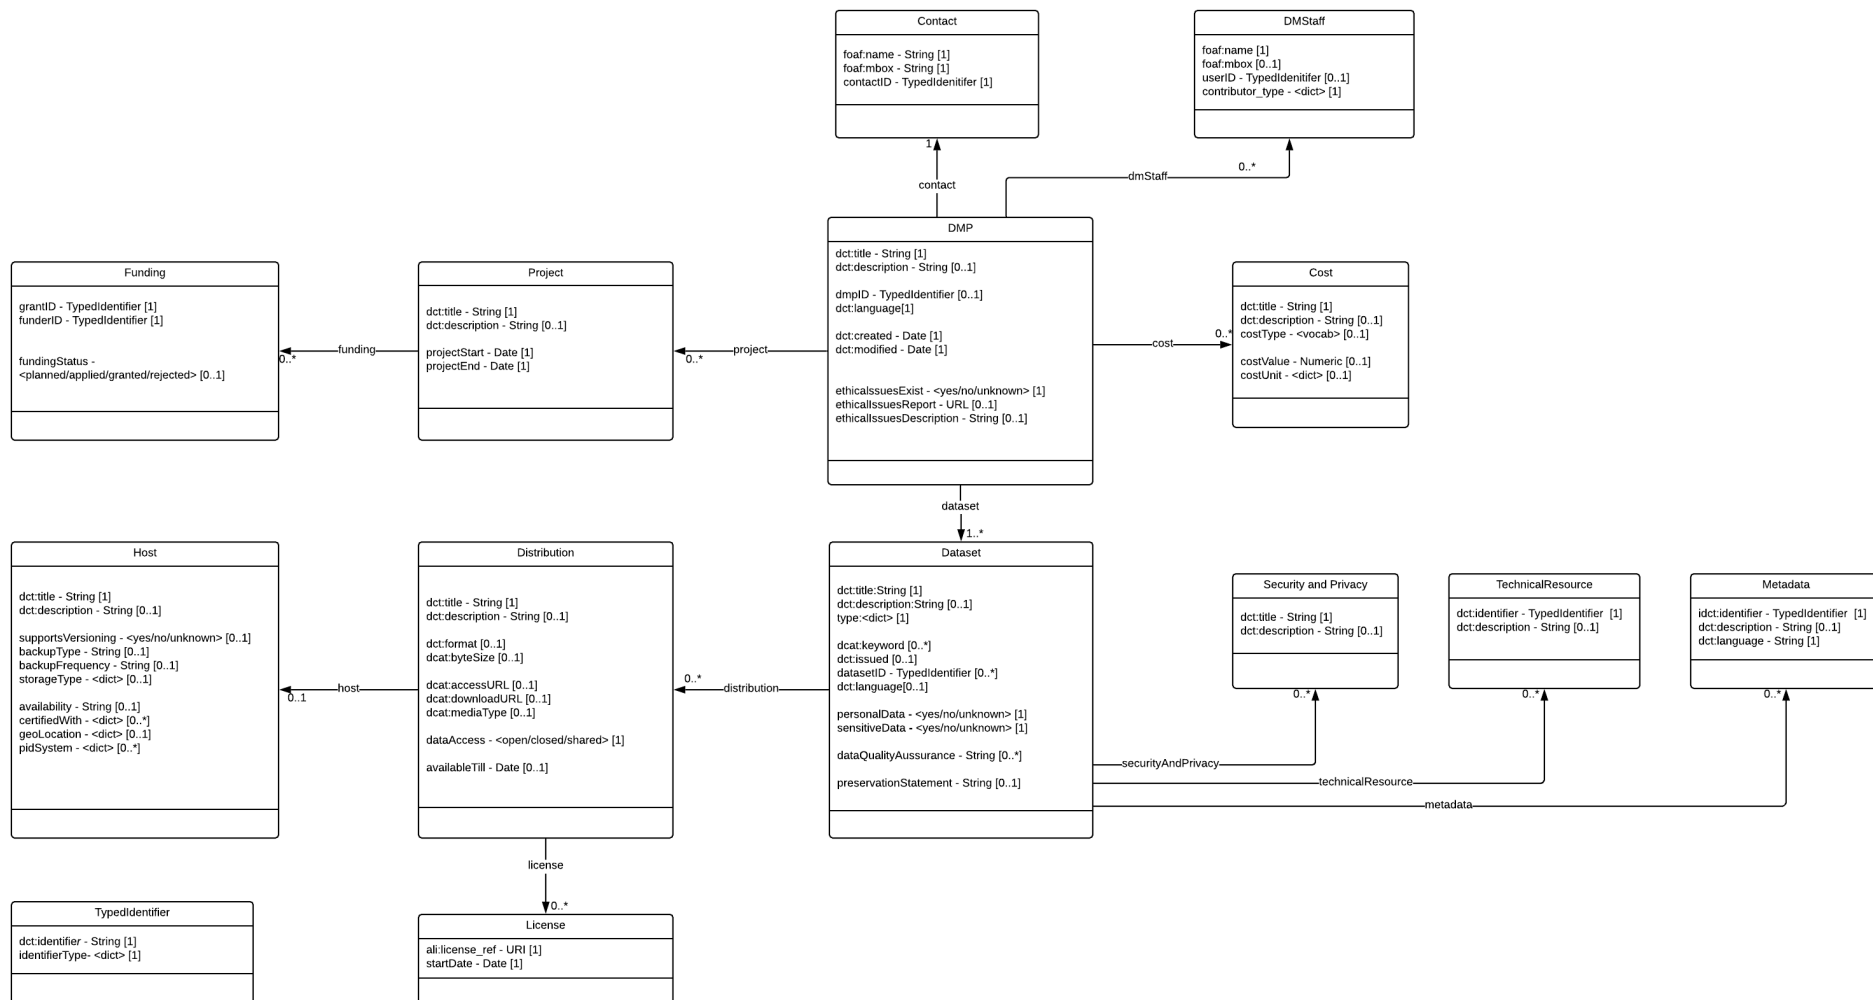 Contact
foaf:name - String [1]
foaf:mbox - String [1]
contactID - TypedIdenitifer [1]
DMStaff
foaf:name [1]
foaf:mbox [0..1]
userID - TypedIdenitifer [0..1]
contributor_type - <dict> [1]
1
contact
0..*
dmStaff
DMP
dct:title - String [1]
dct:description - String [0..1]
dmpID - TypedIdentifier [0..1]
dct:language[1]
dct:created - Date [1]
dct:modified - Date [1]
ethicalssuesExist - <yes/no/unknown> [1]
ethicalIssuesReport - URL [0..1]
ethicalIssuesDescription - String [0..1]
Funding
grantID - TypedIdentifier [1]
funderID - TypedIdentifier [1]
fundingStatus -
<planned/applied/granted/rejected> [0..1]
funding
0..*
Project
dct:title - String [1]
dct:description - String [0..1]
projectStart - Date [1]
projectEnd - Date [1]
project
0..*
cost
0..*
Cost
dct:title - String [1]
dct:description - String [0..1]
costType - <vocab> [0..1]
costValue - Numeric [0..1]
costUnit - <dict> [0..1]
dataset
1..*
Host
dct:title - String [1]
dct:description - String [0..1]
supportsVersioning - <yes/no/unknown> [0..1]
backupType - String [0..1]
backupFrequency - String [0..1]
storageType - <dict> [0..1]
availability - String [0..1]
certifiedWith - <dict> [0..*]
geoLocation - <dict> [0..1]
pidSystem - <dict> [0..*]
host
0..1
Distribution
dct:title - String [1]
dct:description - String [0..1]
dct:format [0..1]
dcat:byteSize [0..1]
dcat:accessURL [0..1]
dcat:downloadURL [0..1]
dcat:mediaType [0..1]
dataAccess - <open/closed/shared> [1]
availableTill - Date [0..1]
0..*
distribution
Dataset
dct:title:String [1]
dct:description:String [0..1]
type:<dict> [1]
dcat:keyword [0..*]
dct:issued [0..1]
datasetID - TypedIdentifier [0..*]
dct:language[0..1]
personalData - <yes/no/unknown> [1]
sensitiveData - <yes/no/unknown> [1]
dataQualityAussurance - String [0..*]
preservationStatement - String [0..1]
Security and Privacy
dct:title - String [1]
dct:description - String [0..1]
TechnicalResource
dct:identifier - TypedIdentifier [1]
dct:description - String [0..1]
Metadata
idct:identifier - TypedIdentifier [1]
dct:description - String [0..1]
dct:language - String [1]
0..*
0..*
0..*
securityAndPrivacy
technicalResource
metadata
license
0..*
TypedIdentifier
dct:identifier - String [1]
identifierType- <dict> [1]
License
ali:license_ref - URI [1]
startDate - Date [1]